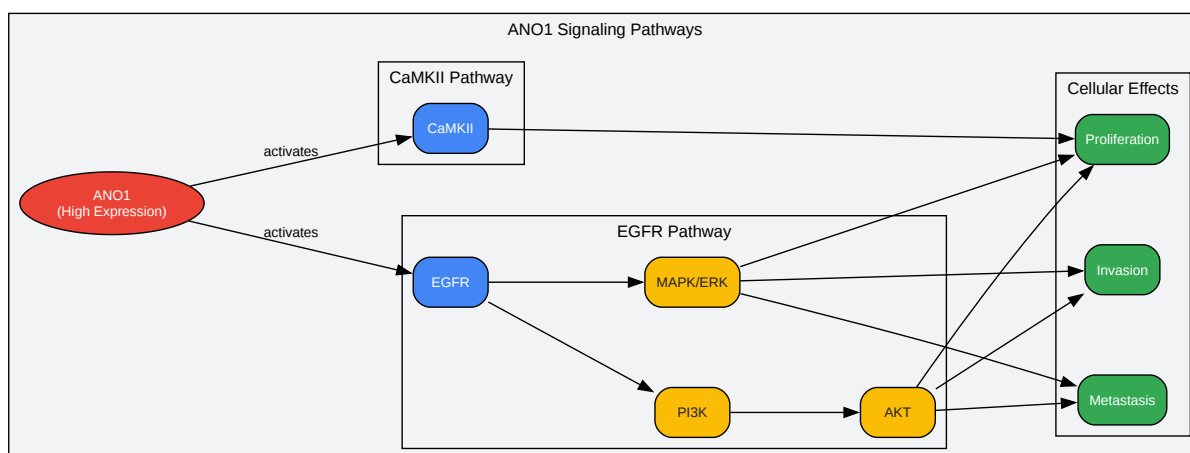 ANO1 Signaling Pathways
CaMKII Pathway
CaMKII
activates
ANO1
(High Expression)
activates
EGFR Pathway
EGFR
MAPK/ERK
PI3K
AKT
Cellular Effects
Proliferation
Invasion
Metastasis